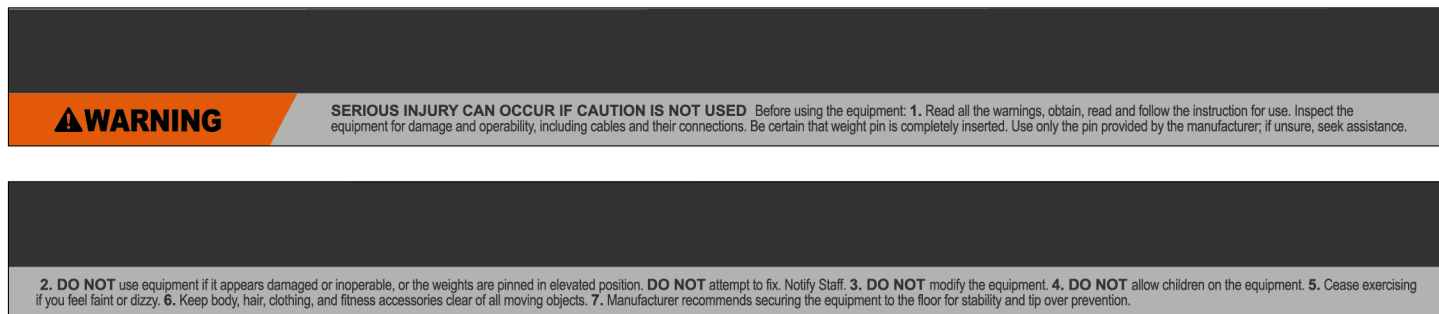 WARNING
SERIOUS INJURY CAN OCCUR IF CAUTION IS NOT USED Before using the equipment: 1. Read all the warnings, obtain, read and follow the instruction for use. Inspect the
equipment for damage and operability, including cables and their connections. Be certain that weight pin is completely inserted. Use only the pin provided by the manufacturer; if unsure, seek assistance.
2. DO NOT use equipment if it appears damaged or inoperable, or the weights are pinned in elevated position. DO NOT attempt to fix. Notify Staff. 3. DO NOT modify the equipment. 4. DO NOT allow children on the equipment. 5. Cease exercising
if you feel faint or dizzy. 6. Keep body, hair, clothing, and fitness accessories clear of all moving objects. 7. Manufacturer recommends securing the equipment to the floor for stability and tip over prevention.